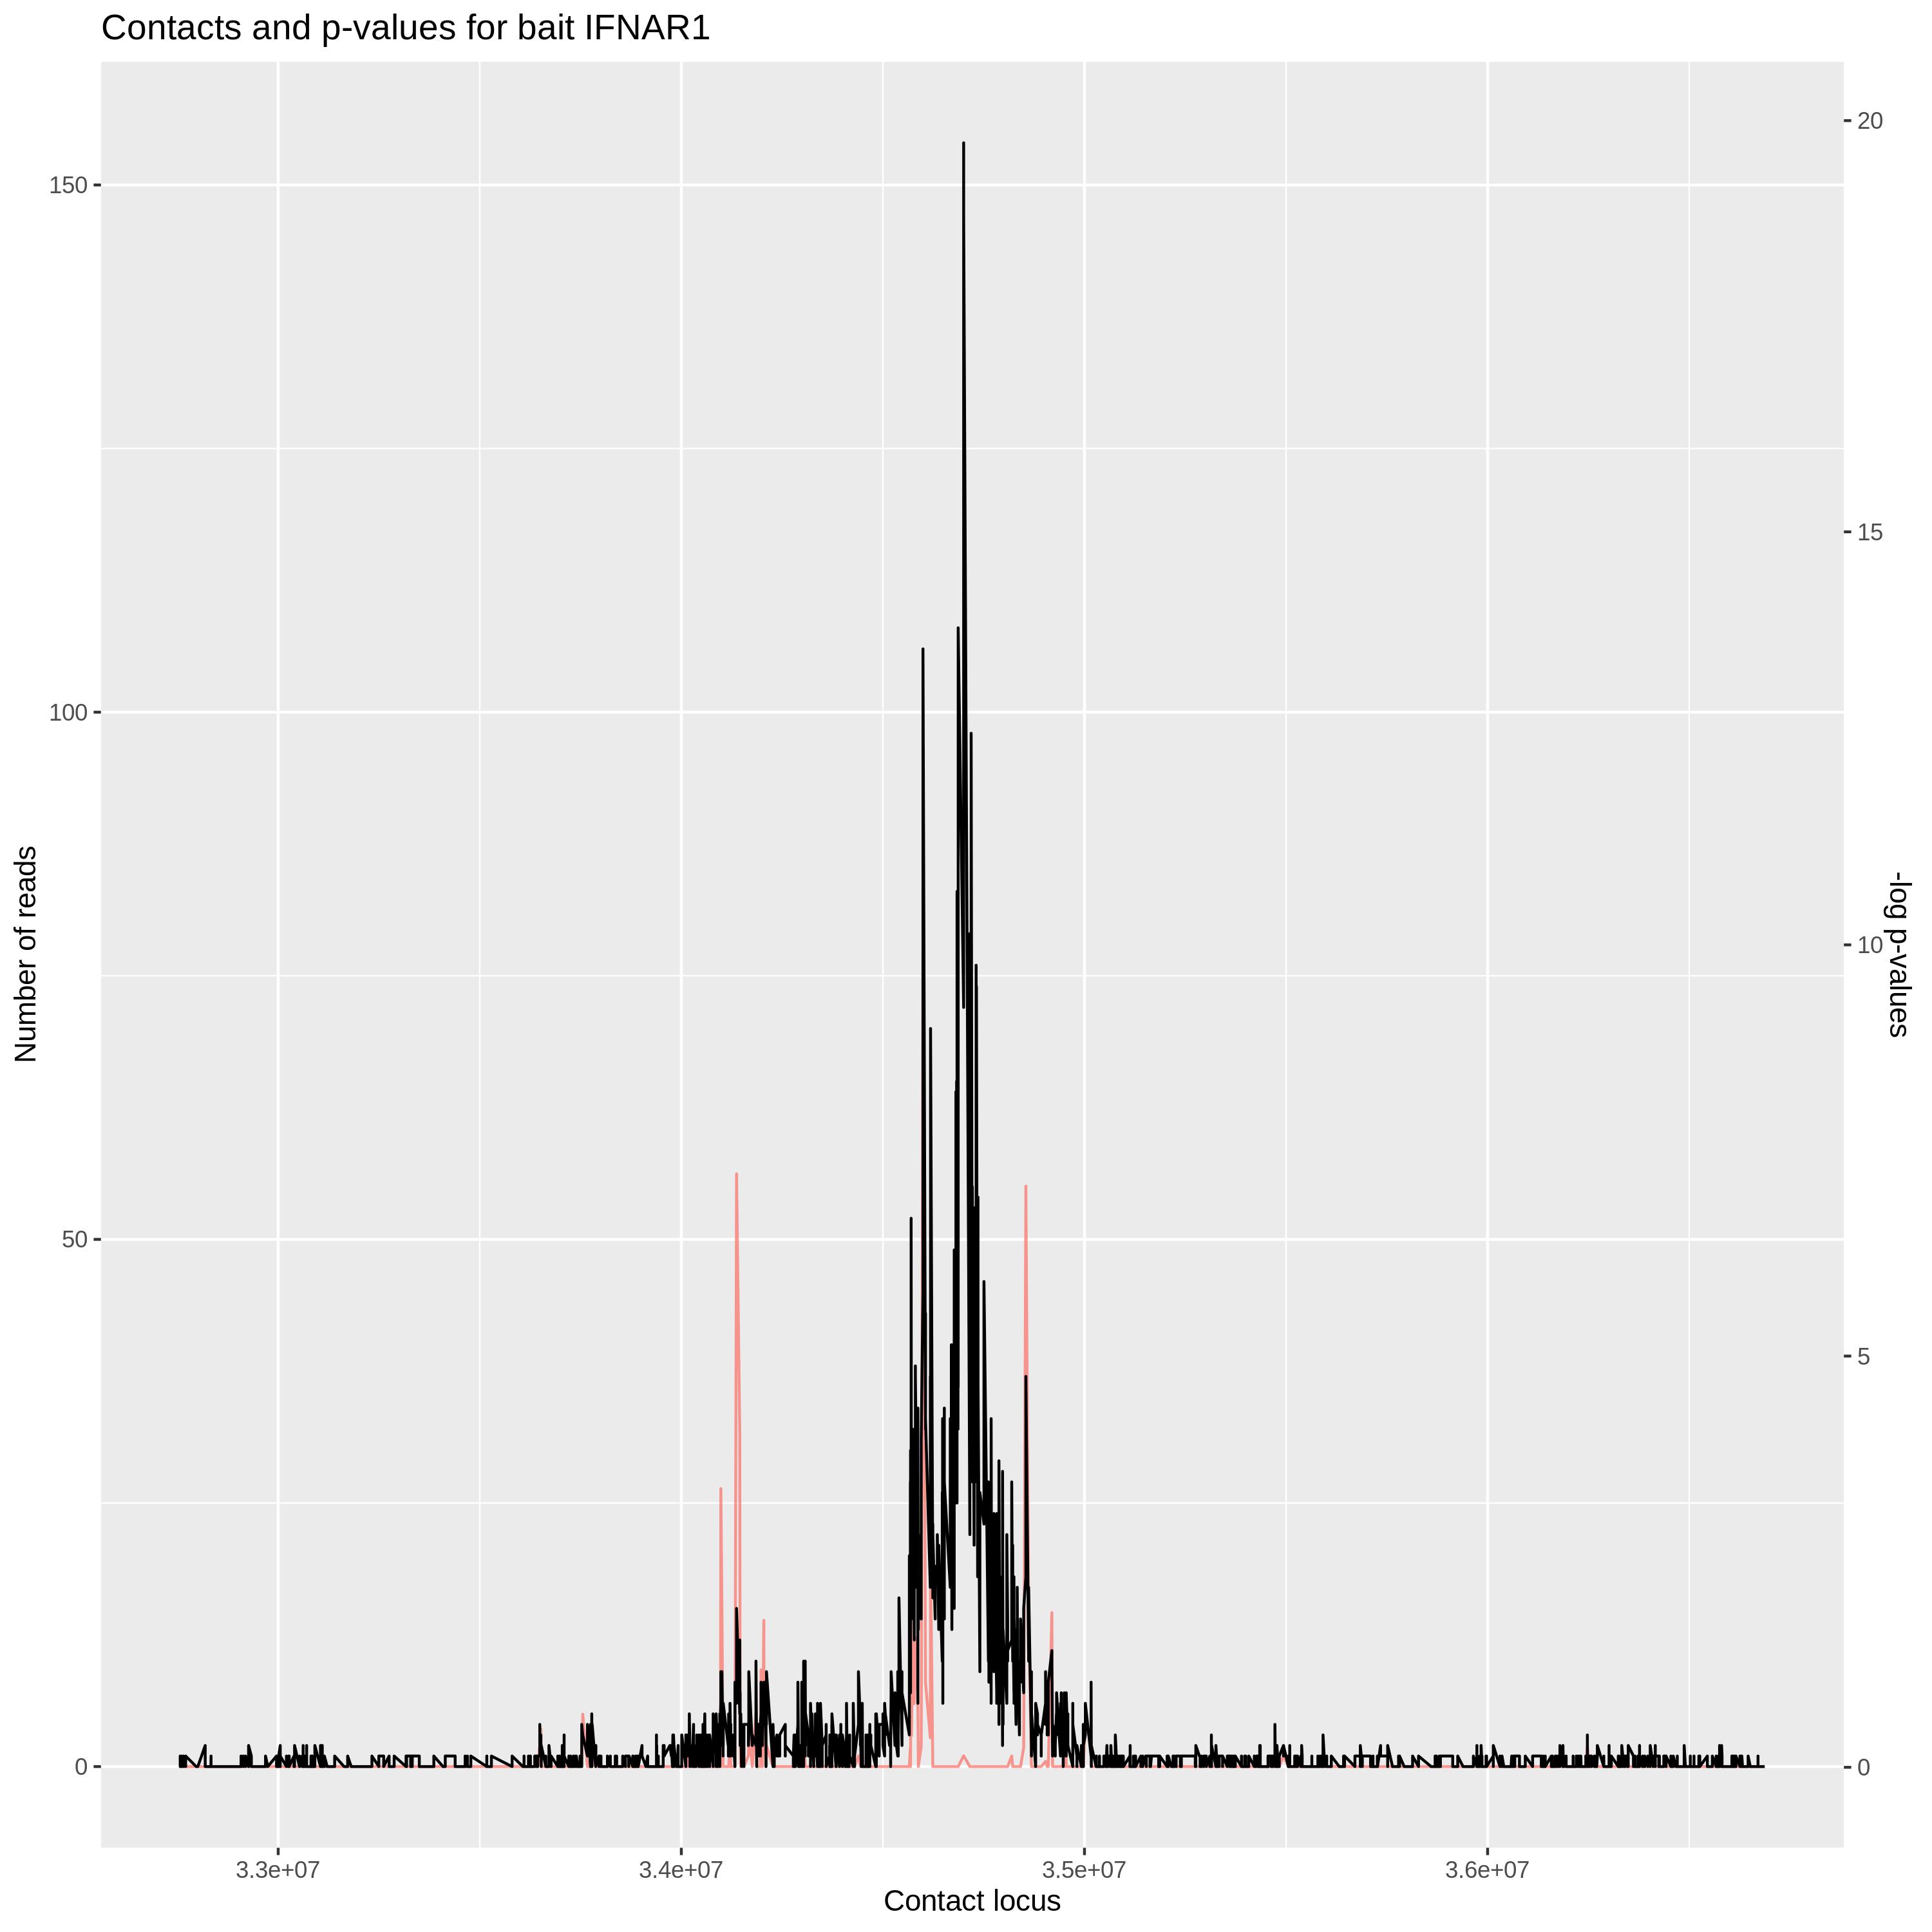 Contacts and p-values for bait IFNAR1
150
100
50
0
Number of reads
20
15
10
5
0
-log p-values
3.3e+07
3.4e+07
3.5e+07
3.6e+07
Contact locus